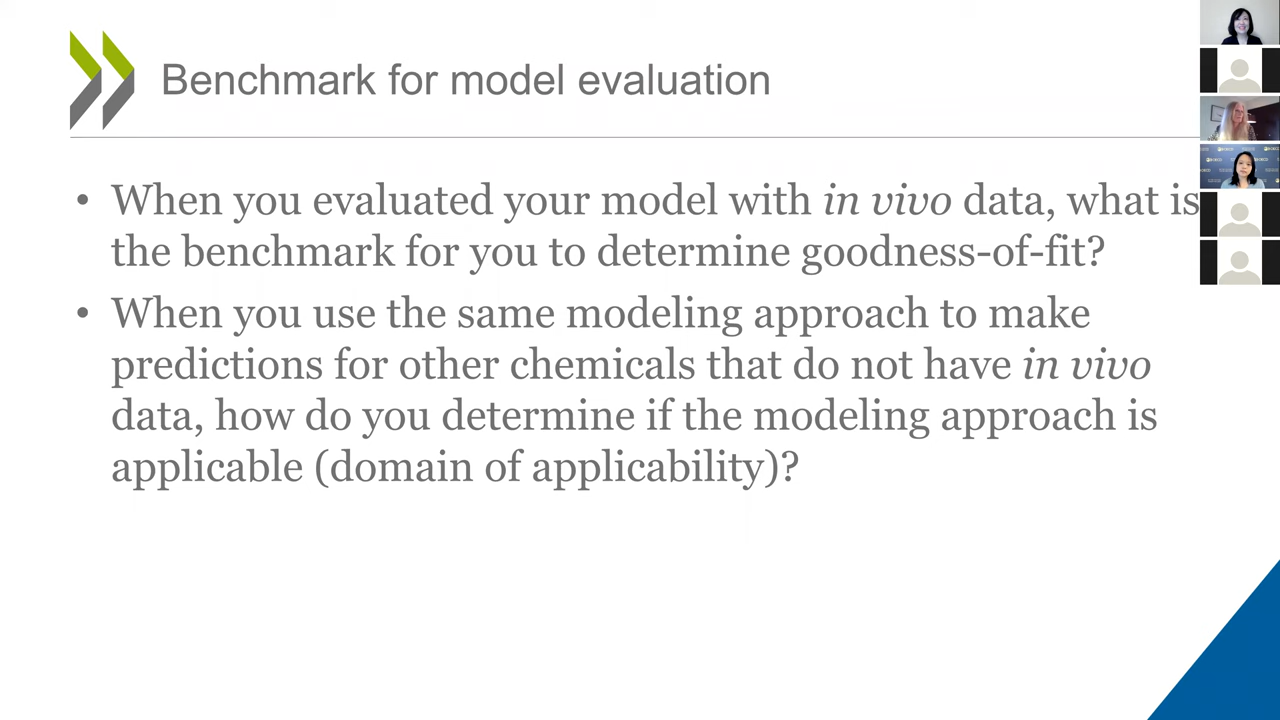 Benchmark for model evaluation
• When you evaluated your model with in vivo data, what is
the benchmark for you to determine goodness-of-fit?
• When you use the same modeling approach to make
predictions for other chemicals that do not have in vivo
data, how do you determine if the modeling approach is
applicable (domain of applicability)?